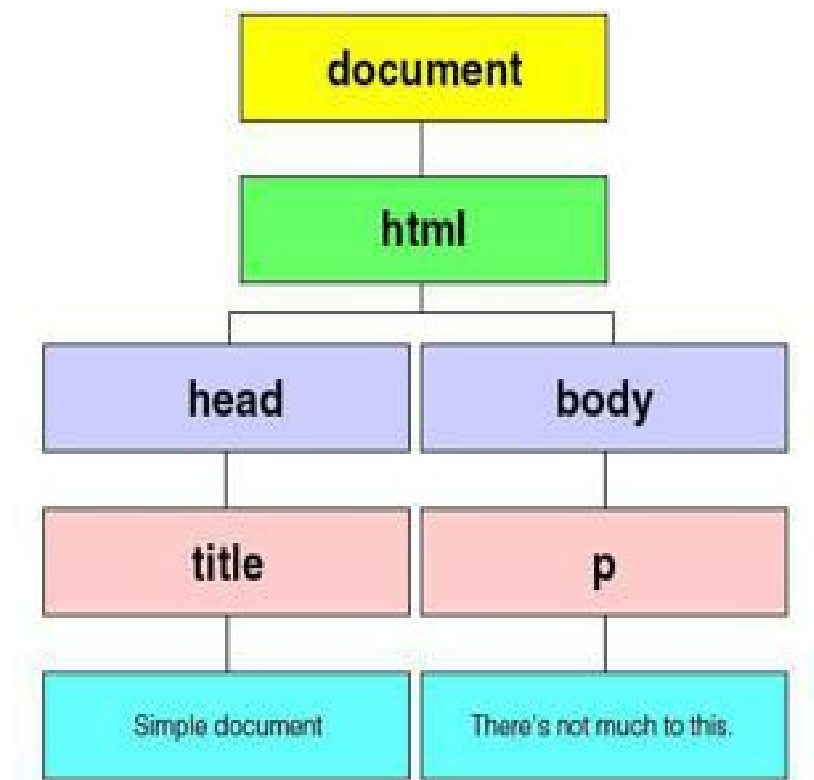 document
html
head
body
title
p
Simple document
There's not much to this.